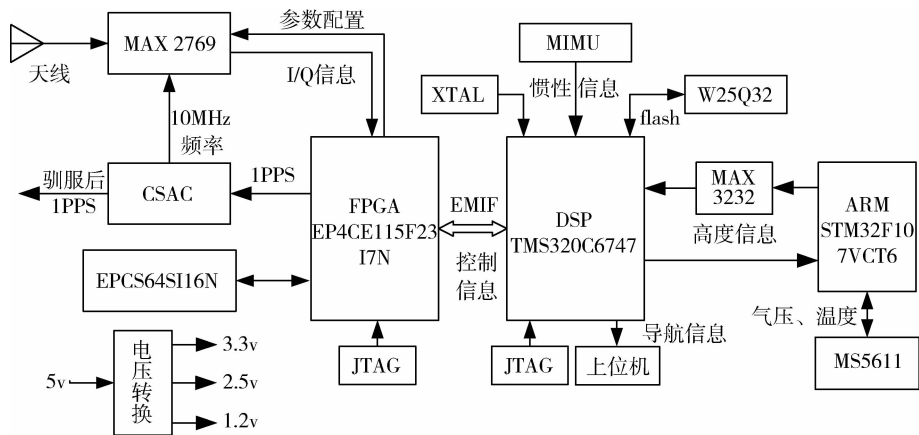 天线
MAX 2769
参数配置
I/Q信息
10MHz
频率
驯服后
1PPS
CSAC
1PPS
FPGA
EP4CE115F23
I7N
EPCS64SI16N
JTAG
5v
电压转换
3.3v
2.5v
1.2v
MIMU
惯性 信息
XTAL
W25Q32
flash
EMIF
控制
信息
DSP
TMS320C6747
MAX
3232
高度信息
ARM
STM32F10
7VCT6
气压、温度
MS5611
JTAG
上位机
导航信息